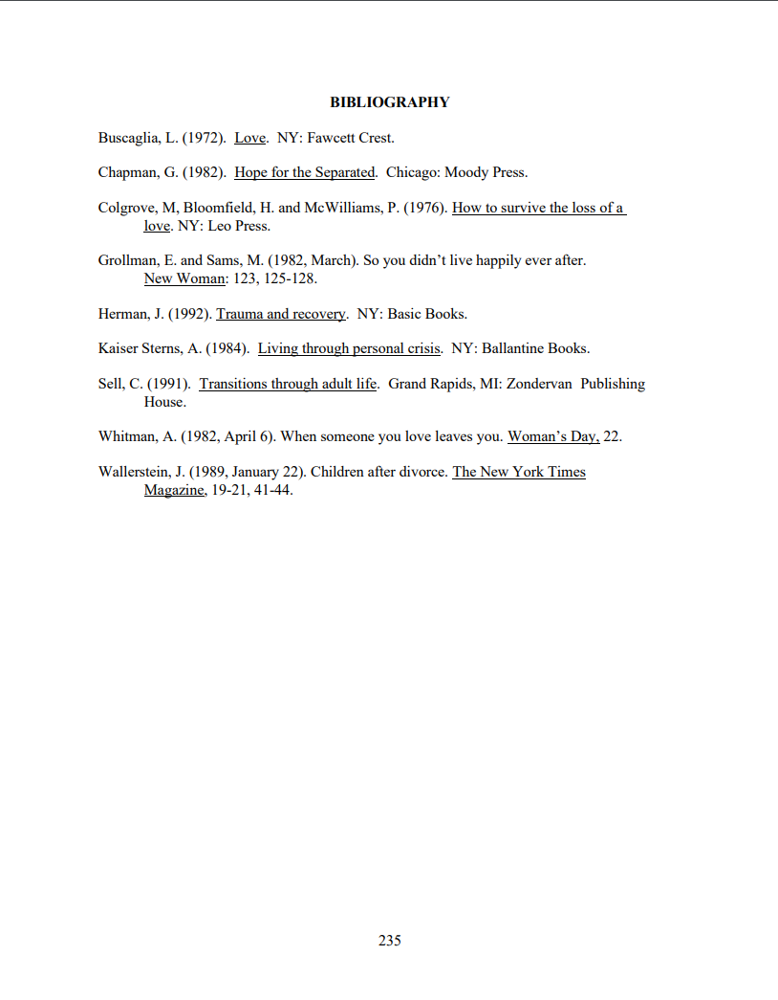 BIBLIOGRAPHY
Buscaglia, L. (1972). Love. NY: Fawcett Crest.
Chapman, G. (1982). Hope for the Separated. Chicago: Moody Press.
Colgrove, M, Bloomfield, H. and McWilliams, P. (1976). How to survive the loss of a
love. NY: Leo Press.
Grollman, E. and Sams, M. (1982, March). So you didn’t live happily ever after.
New Woman: 123, 125-128.
Herman, J. (1992). Trauma and recovery. NY: Basic Books.
Kaiser Sterns, A. (1984). Living through personal crisis. NY: Ballantine Books.
Sell, C. (1991). Transitions through adult life. Grand Rapids, MI: Zondervan Publishing
House.
Whitman, A. (1982, April 6). When someone you love leaves you. Woman’s Day, 22.
Wallerstein, J. (1989, January 22). Children after divorce. The New York Times
Magazine, 19-21, 41-44.
235